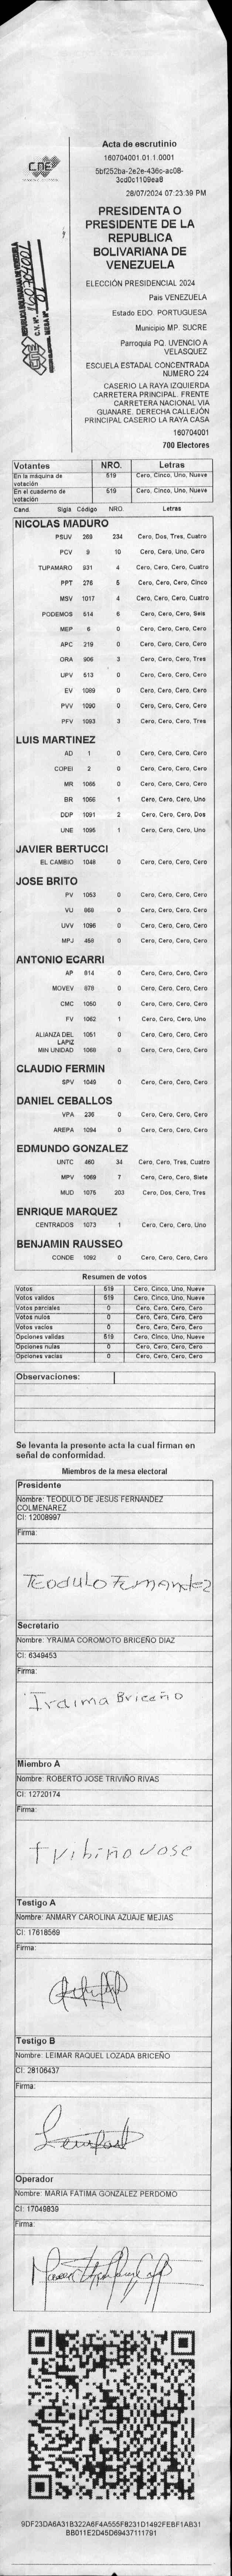 CNE
Acta de escrutinio
160704001.01.1.0001
5bf252ba-2e2e-436c-ac08-
3cd0c1109ea8
28/07/2024 07:23:39 PM
PRESIDENTA O
PRESIDENTE DE LA
REPUBLICA
BOLIVARIANA DE
VENEZUELA
ELECCIÓN PRESIDENCIAL 2024
Pais VENEZUELA
Estado EDO. PORTUGUESA
Municipio MP. SUCRE
Parroquia PQ. UVENCIO A
VELASQUEZ
ESCUELA ESTADAL CONCENTRADA
NUMERO 224
CASERIO LA RAYA IZQUIERDA
CARRETERA PRINCIPAL. FRENTE
CARRETERA NACIONAL VIA
GUANARE. DERECHA CALLEJÓN
PRINCIPAL CASERIO LA RAYA CASA
160704001
700 Electores
Votantes NRO. Letras
En la máquina de votación 519 Cero, Cinco, Uno, Nueve
En el cuaderno de votación 519 Cero, Cinco, Uno, Nueve
Cand. Sigla Código NRO. Letras
NICOLAS MADURO
PSUV 268 234 Cero, Dos, Tres, Cuatro
PCV 9 10 Cero, Cero, Uno, Cero
TUPAMARO 931 4 Cero, Cero, Cero, Cuatro
PPT 276 5 Cero, Cero, Cero, Cinco
MSV 1017 4 Cero, Cero, Cero, Cuatro
PODEMOS 514 6 Cero, Cero, Cero, Seis
MEP 6 0 Cero, Cero, Cero, Cero
APC 219 0 Cero, Cero, Cero, Cero
ORA 906 3 Cero, Cero, Cero, Tres
UPV 513 0 Cero, Cero, Cero, Cero
EV 1089 0 Cero, Cero, Cero, Cero
PVV 1090 0 Cero, Cero, Cero, Cero
PFV 1093 3 Cero, Cero, Cero, Tres
LUIS MARTINEZ
AD 1 0 Cero, Cero, Cero, Cero
COPEI 2 0 Cero, Cero, Cero, Cero
MR 1065 0 Cero, Cero, Cero, Cero
BR 1066 1 Cero, Cero, Cero, Uno
DDP 1091 2 Cero, Cero, Cero, Dos
UNE 1095 1 Cero, Cero, Cero, Uno
JAVIER BERTUCCI
EL CAMBIO 1048 0 Cero, Cero, Cero, Cero
JOSE BRITO
PV 1053 0 Cero, Cero, Cero, Cero
VU 868 0 Cero, Cero, Cero, Cero
UVV 1096 0 Cero, Cero, Cero, Cero
MPJ 458 0 Cero, Cero, Cero, Cero
ANTONIO ECARRI
AP 814 0 Cero, Cero, Cero, Cero
MOVEV 878 0 Cero, Cero, Cero, Cero
CMC 1050 0 Cero, Cero, Cero, Cero
FV 1062 1 Cero, Cero, Cero, Uno
ALIANZA DEL LAPIZ 1051 0 Cero, Cero, Cero, Cero
MIN UNIDAD 1068 0 Cero, Cero, Cero, Cero
CLAUDIO FERMIN
SPV 1049 0 Cero, Cero, Cero, Cero
DANIEL CEBALLOS
VPA 236 0 Cero, Cero, Cero, Cero
AREPA 1094 0 Cero, Cero, Cero, Cero
EDMUNDO GONZALEZ
UNTC 460 34 Cero, Cero, Tres, Cuatro
MPV 1069 7 Cero, Cero, Cero, Siete
MUD 1075 203 Cero, Dos, Cero, Tres
ENRIQUE MARQUEZ
CENTRADOS 1073 1 Cero, Cero, Cero, Uno
BENJAMIN RAUSSEO
CONDE 1092 0 Cero, Cero, Cero, Cero
Resumen de votos
Votos 519 Cero, Cinco, Uno, Nueve
Votos validos 519 Cero, Cinco, Uno, Nueve
Votos parciales 0 Cero, Cero, Cero, Cero
Votos nulos 0 Cero, Cero, Cero, Cero
Votos vacios 0 Cero, Cero, Cero, Cero
Opciones validas 519 Cero, Cinco, Uno, Nueve
Opciones nulas 0 Cero, Cero, Cero, Cero
Opciones vacias 0 Cero, Cero, Cero, Cero
Observaciones:
Se levanta la presente acta la cual firman en
señal de conformidad.
Miembros de la mesa electoral
Presidente
Nombre: TEODULO DE JESUS FERNANDEZ
COLMENAREZ
CI: 12008997
Firma:
Teodulo Fernandez
Secretario
Nombre: YRAIMA COROMOTO BRICEÑO DIAZ
CI: 6349453
Firma:
Iraima Briceño
Miembro A
Nombre: ROBERTO JOSE TRIVIÑO RIVAS
CI: 12720174
Firma:
tribiño Jose
Testigo A
Nombre: ANMARY CAROLINA AZUAJE MEJIAS
CI: 17618569
Firma:
Testigo B
Nombre: LEIMAR RAQUEL LOZADA BRICEÑO
CI: 28106437
Firma:
Operador
Nombre: MARIA FATIMA GONZALEZ PERDOMO
CI: 17049839
Firma:
9DF23DA6A31B322A6F4A555F8231D1492FEBF1AB31
BB011E2D45D69437111791